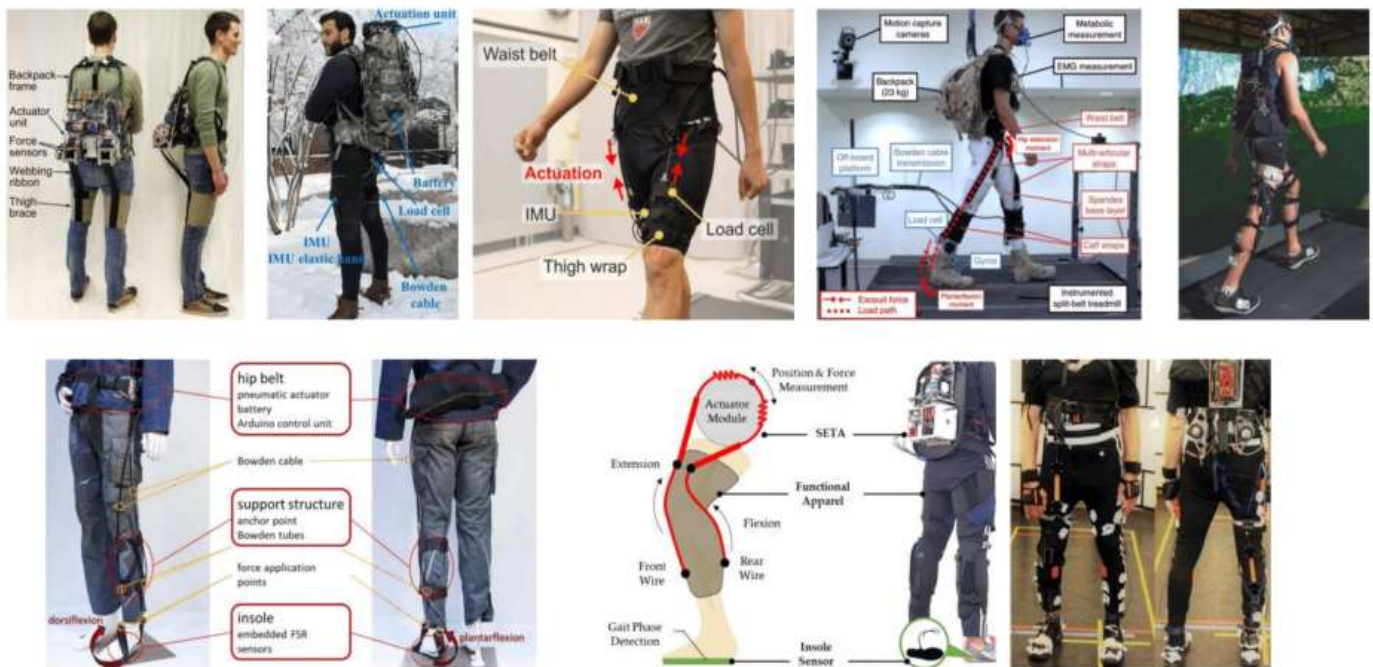 Backpack
frame
Actuator
unit
Force
sensors
Webbing
ribbon
Thigh
brace
Actuation unit
Battery
Load cell
IMU
IMU elastic band
Bowden
cable
Waist belt
Actuation
IMU
Load cell
Thigh wrap
Motion capture
cameras
Metabolic
measurement
EMG measurement
Backpack
(23 kg)
Waist belt
Hip extension
moment
Off-board
platform
Bowden cable
transmission
Multi-articular
straps
Spandex
base layer
Load cell
Calf wraps
Gyros
Plantarflexion
moment
Exosuit force
Load path
Instrumented
split-belt treadmill
hip belt
pneumatic actuator
battery
Arduino control unit
Bowden cable
support structure
anchor point
Bowden tubes
force application
points
insole
embedded FSR
sensors
dorsiflexion
plantarflexion
Position & Force
Measurement
Actuator
Module
SETA
Extension
Functional
Apparel
Flexion
Front
Wire
Rear
Wire
Gait Phase
Detection
Insole
Sensor